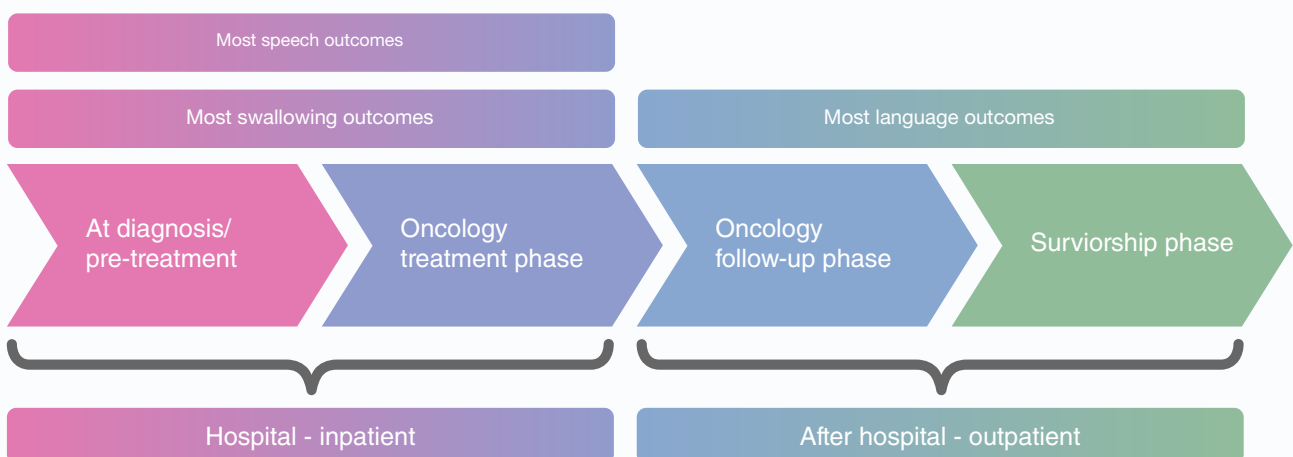 Most speech outcomes
Most swallowing outcomes
Most language outcomes
At diagnosis/
pre-treatment
Oncology
treatment phase
Oncology
follow-up phase
Surviorship phase
Hospital - inpatient
After hospital - outpatient